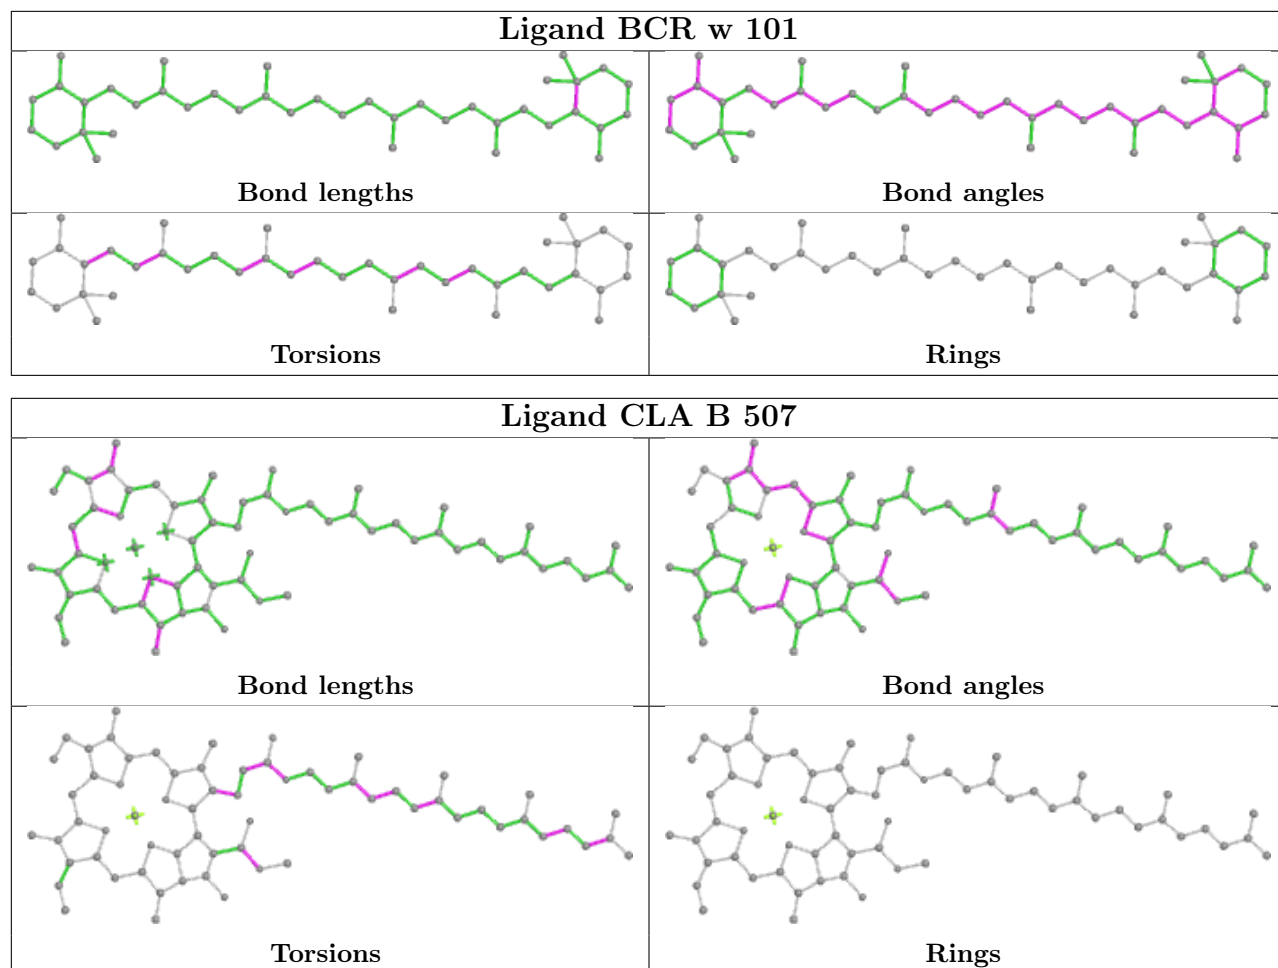 Ligand BCR w 101
Bond lengths
Bond angles
Torsions
Rings
Ligand CLA B 507
Bond lengths
Bond angles
Torsions
Rings